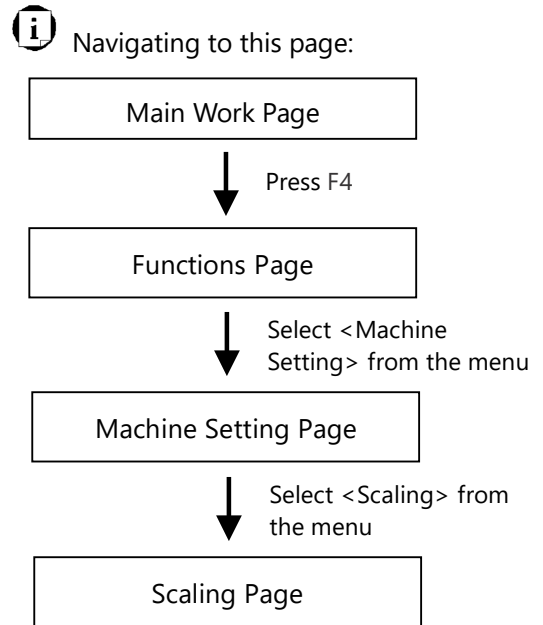 i
Navigating to this page:
Main Work Page
Press F4
Functions Page
Select <Machine
Setting> from the menu
Machine Setting Page
Select <Scaling> from
the menu
Scaling Page